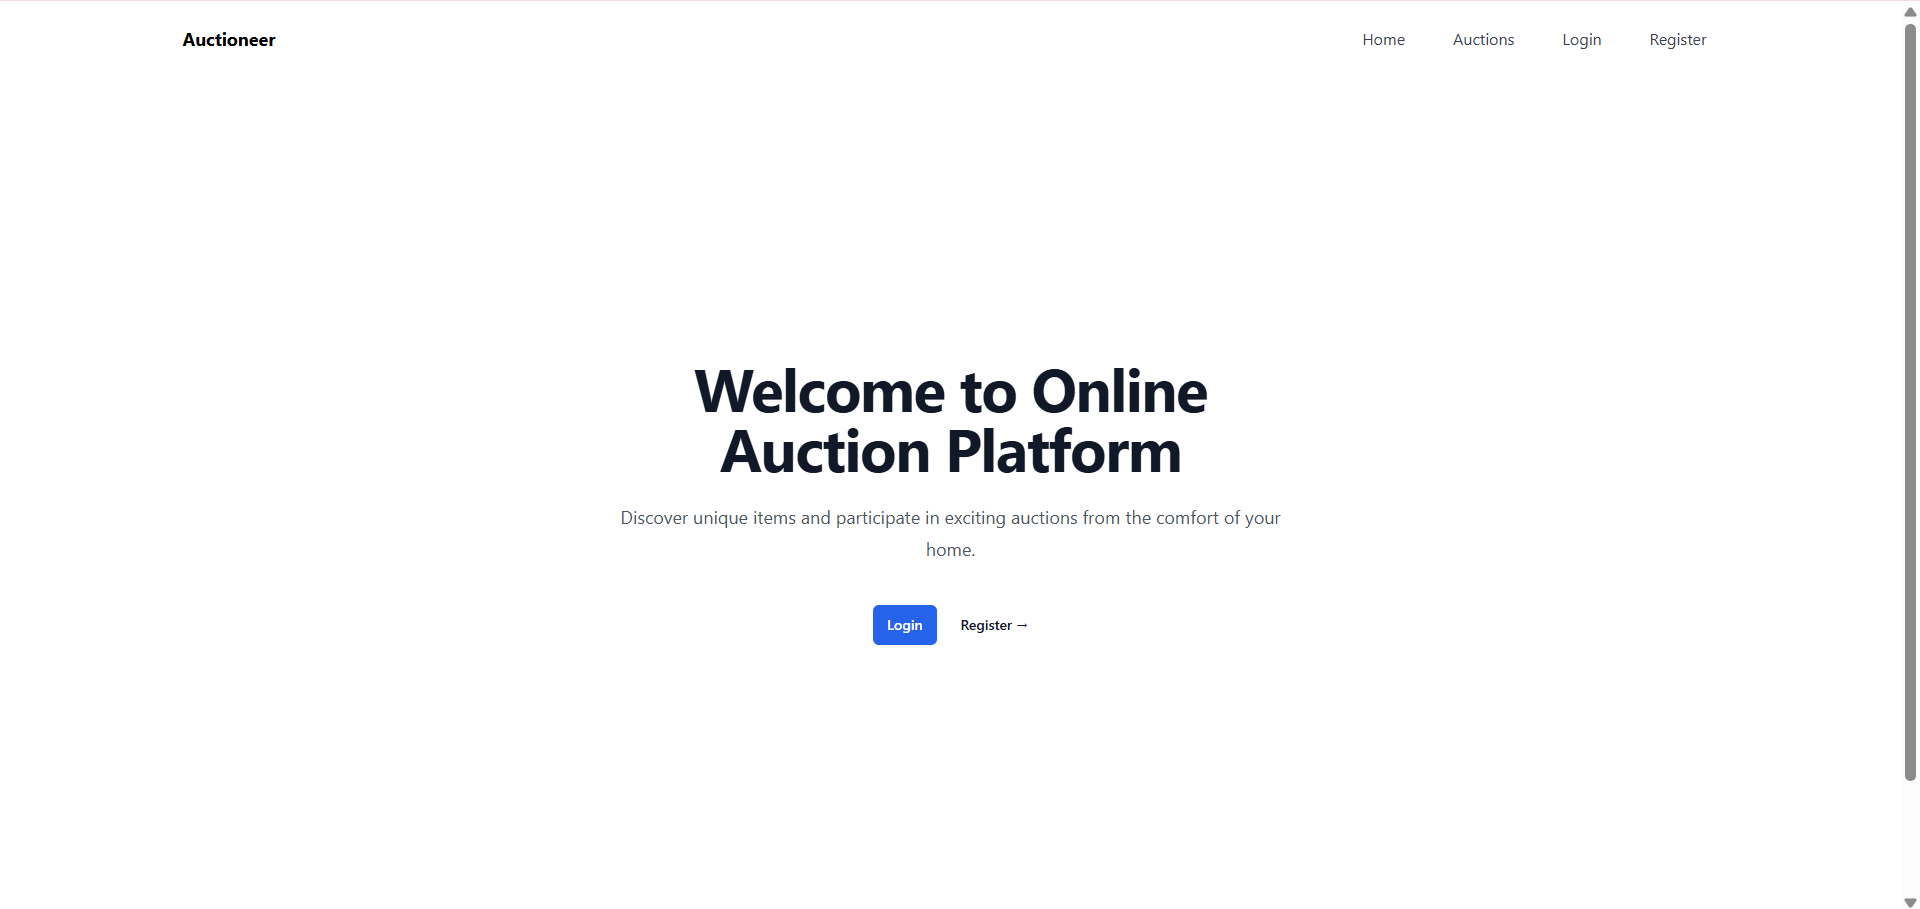 Auctioneer
Home Auctions Login Register
Welcome to Online
Auction Platform
Discover unique items and participate in exciting auctions from the comfort of your
home.
Login Register →